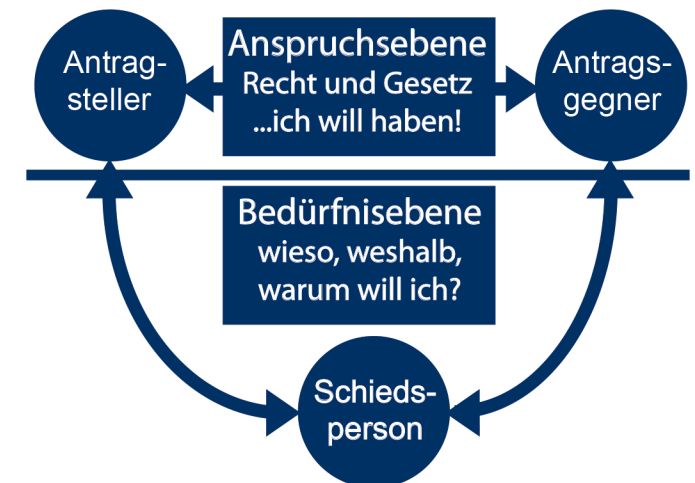 Antrag-
steller
Anspruchsebene
Recht und Gesetz
...ich will haben!
Antrags-
gegner
Bedürfnisebene
wieso, weshalb,
warum will ich?
Schieds-
person